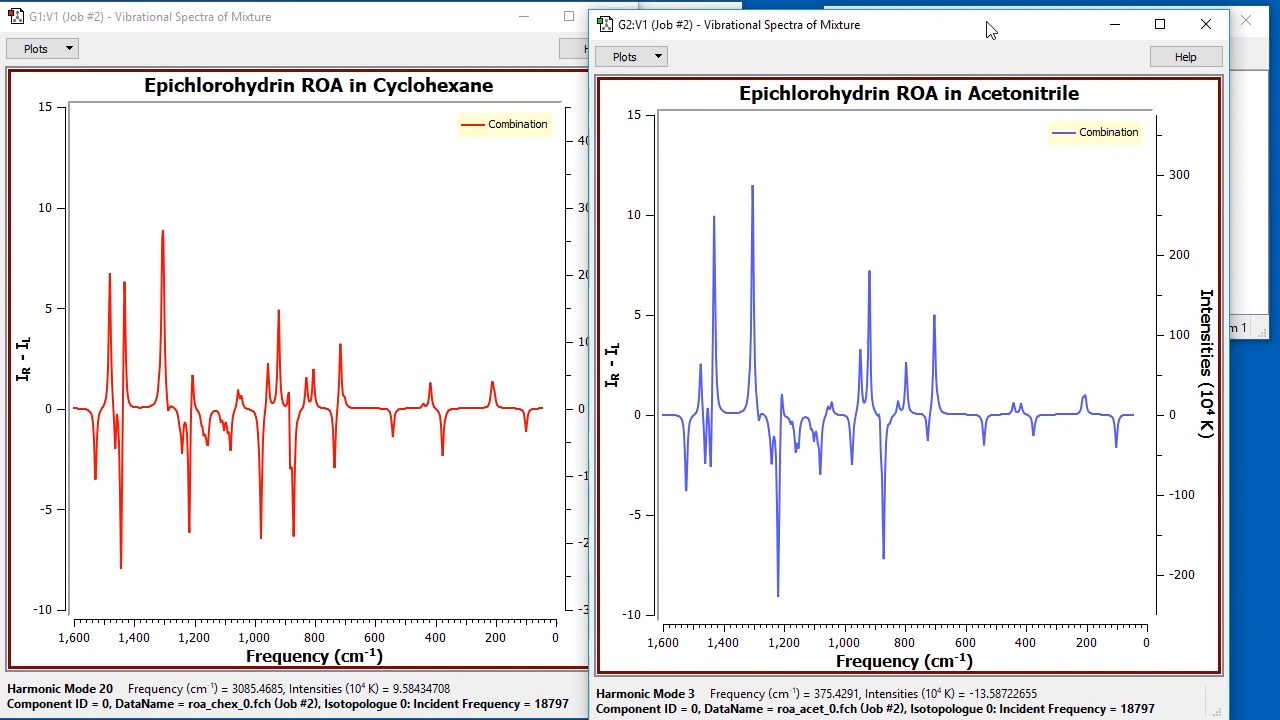 G1:V1 (Job #2) - Vibrational Spectra of Mixture
Plots
Epichlorohydrin ROA in Cyclohexane
Combination
15
10
5
0
-5
-10
I_R - I_L
10
0
1,600 1,400 1,200 1,000 800 600 400 200 0
Frequency (cm⁻¹)
Harmonic Mode 20 Frequency (cm⁻¹) = 3085.4685, Intensities (10⁴ K) = 9.58434708
Component ID = 0, DataName = roa_chex_0.fch (Job #2), Isotopologue 0: Incident Frequency = 18797
G2:V1 (Job #2) - Vibrational Spectra of Mixture
Plots
Help
Epichlorohydrin ROA in Acetonitrile
Combination
15
10
5
0
-5
-10
I_R - I_L
300
200
100
0
-100
-200
Intensities (10⁴ K)
1,600 1,400 1,200 1,000 800 600 400 200 0
Frequency (cm⁻¹)
Harmonic Mode 3 Frequency (cm⁻¹) = 375.4291, Intensities (10⁴ K) = -13.58722655
Component ID = 0, DataName = roa_acet_0.fch (Job #2), Isotopologue 0: Incident Frequency = 18797
m 1